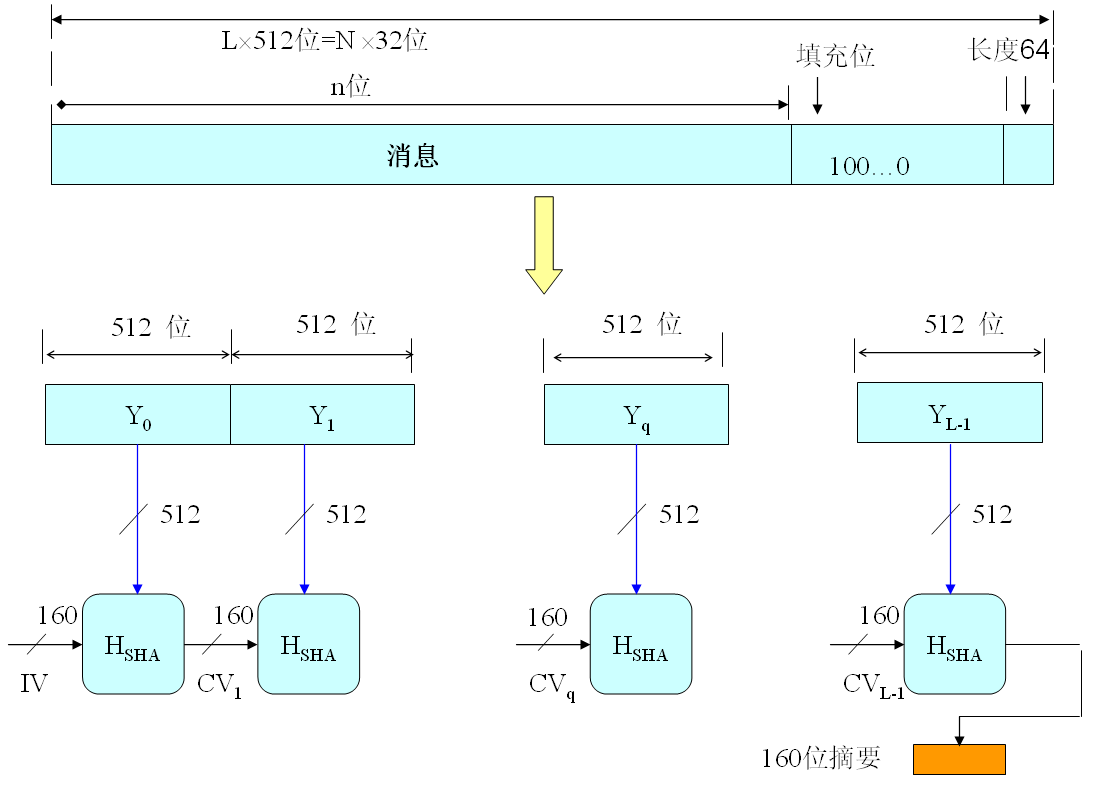 L×512位=N×32位
n位
填充位
长度64
消息
100…0
512 位
512 位
512 位
512 位
Y0
Y1
Yq
YL-1
512
512
512
512
160
HSHA
160
HSHA
160
HSHA
160
HSHA
IV
CV1
CVq
CVL-1
160位摘要